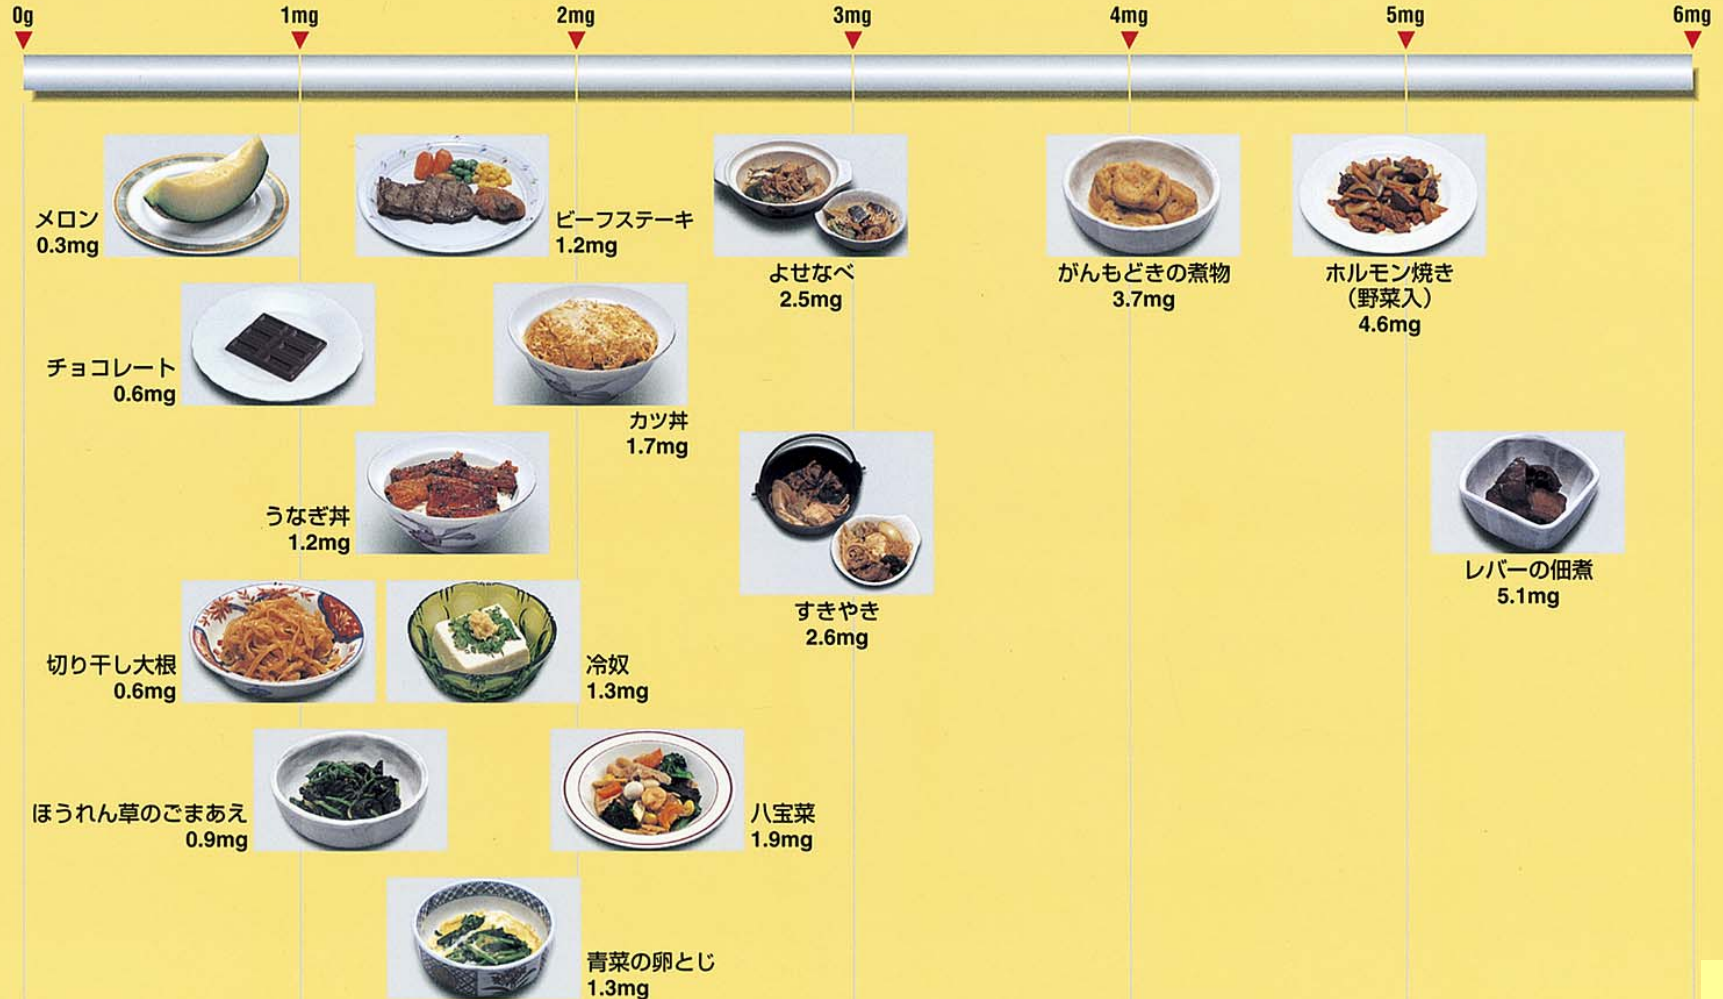 0g
1mg
2mg
3mg
4mg
5mg
6mg
メロン
0.3mg
ビーフステーキ
1.2mg
よせなべ
2.5mg
がんもどきの煮物
3.7mg
ホルモン焼き
（野菜入）
4.6mg
チョコレート
0.6mg
カツ丼
1.7mg
うなぎ丼
1.2mg
すきやき
2.6mg
レバーの佃煮
5.1mg
切り干し大根
0.6mg
冷奴
1.3mg
ほうれん草のごまあえ
0.9mg
八宝菜
1.9mg
青菜の卵とじ
1.3mg